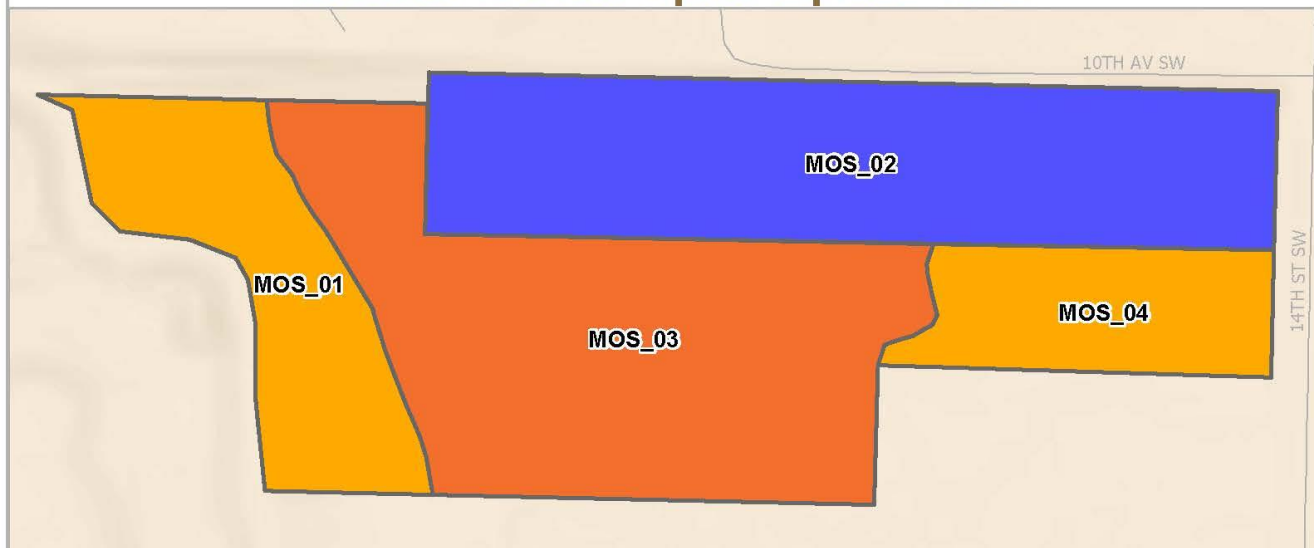 10TH AV SW
MOS_02
MOS_01
MOS_04
MOS_03
14TH ST SW